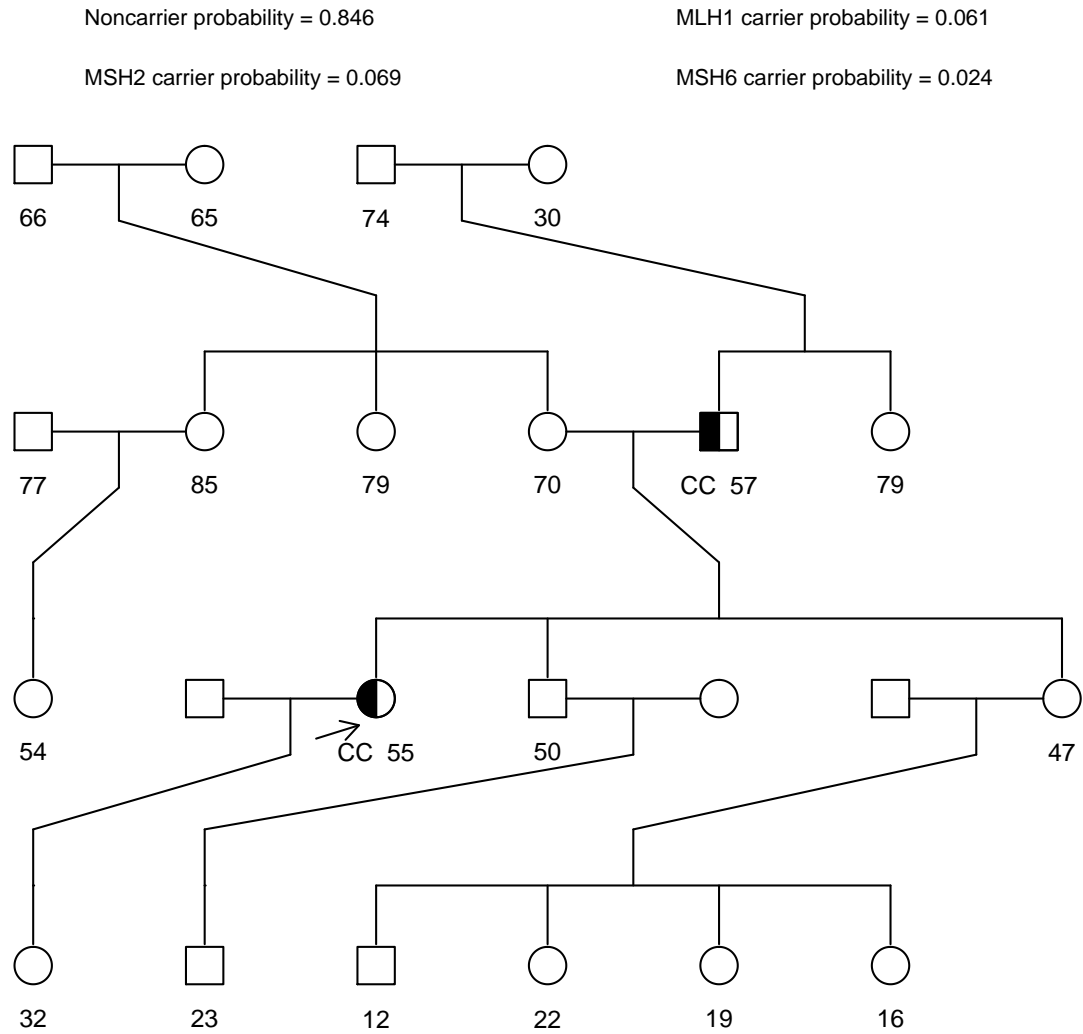 Noncarrier probability = 0.846 MLH1 carrier probability = 0.061
MSH2 carrier probability = 0.069 MSH6 carrier probability = 0.024
66 65 74 30
77 85 79 70 CC 57 79
54 CC 55 50 47
32 23 12 22 19 16